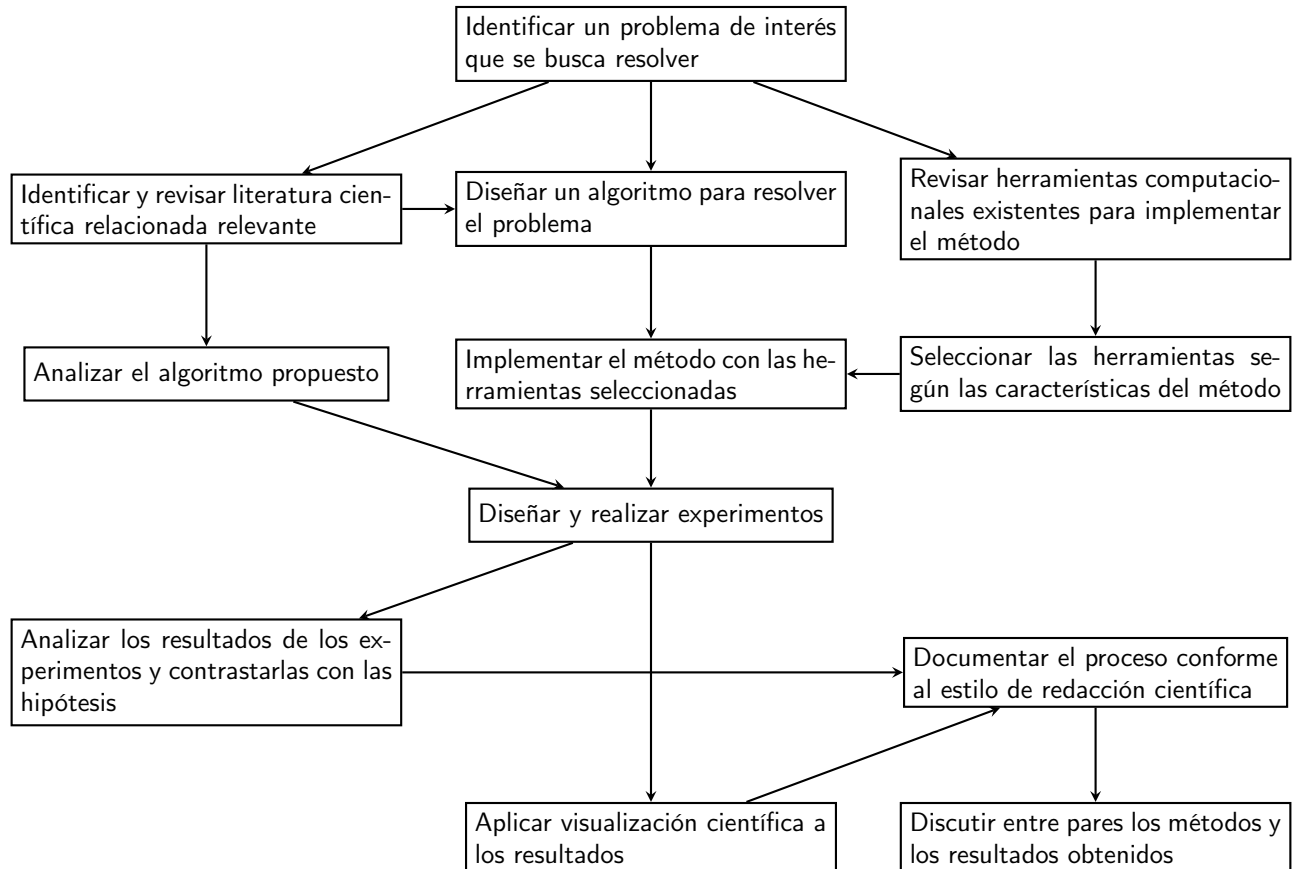 Identificar un problema de interés
que se busca resolver
Identificar y revisar literatura cien-
tífica relacionada relevante
Diseñar un algoritmo para resolver
el problema
Revisar herramientas computacio-
nales existentes para implementar
el método
Analizar el algoritmo propuesto
Implementar el método con las he-
rramientas seleccionadas
Seleccionar las herramientas se-
gún las características del método
Diseñar y realizar experimentos
Analizar los resultados de los ex-
perimentos y contrastarlas con las
hipótesis
Documentar el proceso conforme
al estilo de redacción científica
Aplicar visualización científica a
los resultados
Discutir entre pares los métodos y
los resultados obtenidos